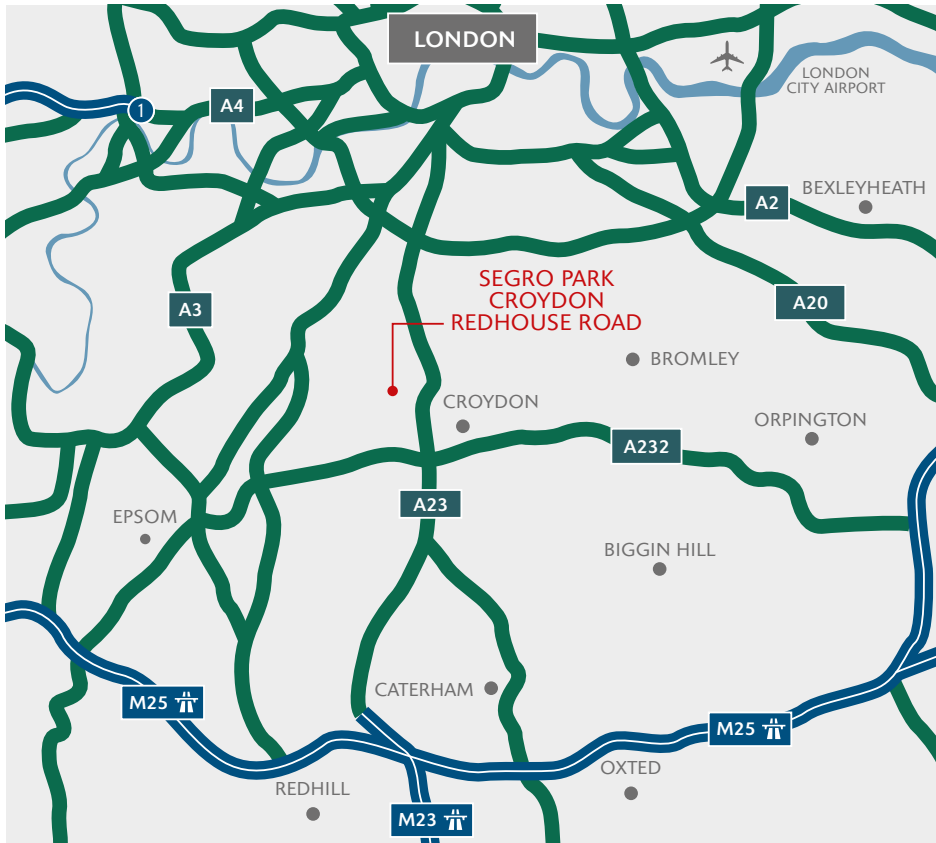 LONDON
LONDON
CITY AIRPORT
1
A4
BEXLEYHEATH
A2
SEGRO PARK
CROYDON
REDHOUSE ROAD
A3
A20
BROMLEY
CROYDON
ORPINGTON
A232
A23
EPSOM
BIGGIN HILL
CATERHAM
M25
M25
OXTED
REDHILL
M23